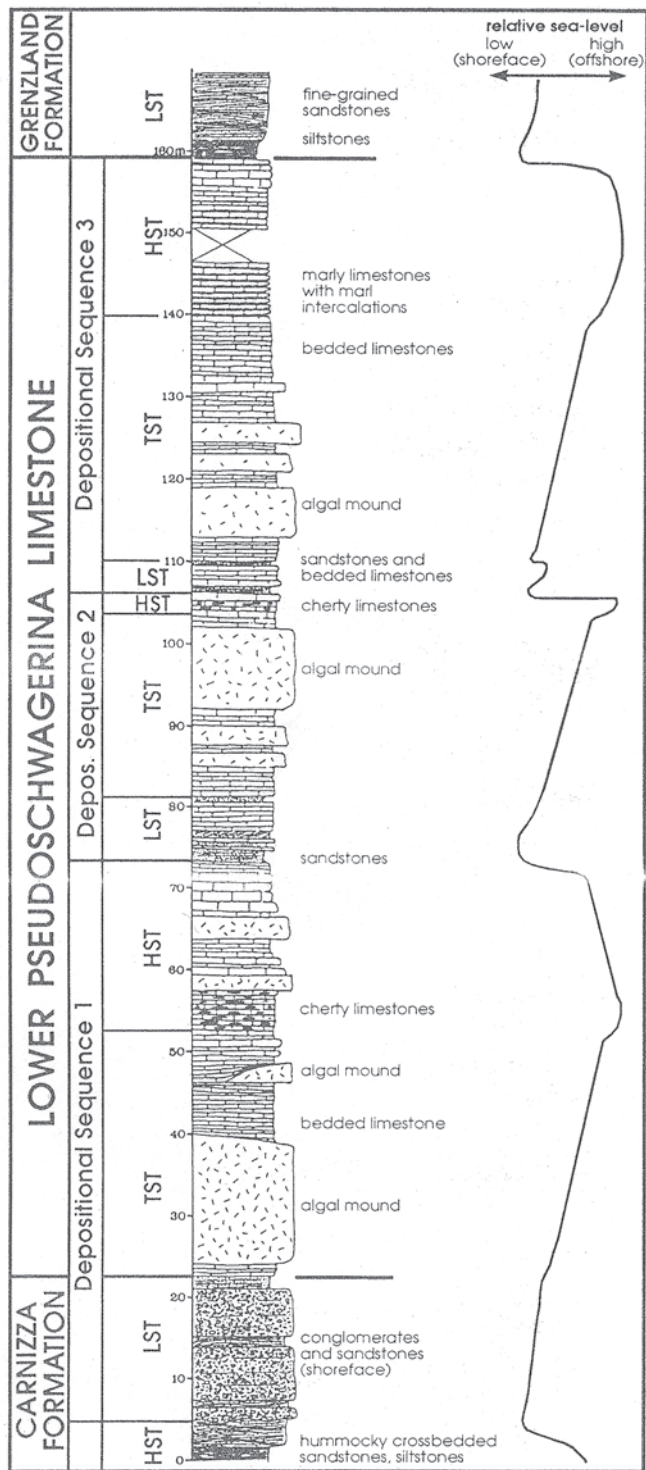 relative sea-level
low
high
(shoreface)
(offshore)
GRENZLAND
FORMATION
LST
fine-grained
sandstones
siltstones
160m
LOWER PSEUDOSCHWAGERINA LIMESTONE
Depositional Sequence 3
HST
150
marly limestones
with marl
intercalations
140
bedded limestones
130
TST
120
algal mound
110
sandstones and
bedded limestones
LST
Depos. Sequence 2
HST
cherty limestones
100
algal mound
TST
90
80
LST
sandstones
Depositional Sequence 1
70
HST
60
cherty limestones
50
algal mound
bedded limestone
40
TST
algal mound
30
CARNIZZA
FORMATION
20
LST
conglomerates
and sandstones
(shoreface)
10
HST
hummocky crossbedded
sandstones, siltstones
0